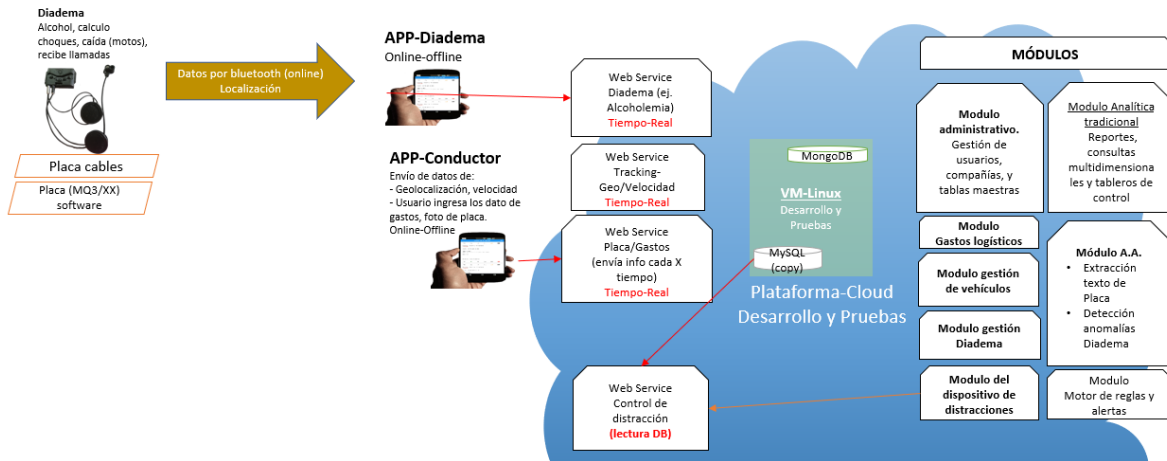 Diadema
Alcohol, calculo
choques, caída (motos),
recibe llamadas
Placa cables
Placa (MQ3/XX)
software
Datos por bluetooth (online)
Localización
APP-Diadema
Online-offline
APP-Conductor
Envío de datos de:
- Geolocalización, velocidad
- Usuario ingresa los dato de
gastos, foto de placa.
Online-Offline
Web Service
Diadema (ej.
Alcoholemia)
Tiempo-Real
Web Service
Tracking-
Geo/Velocidad
Tiempo-Real
Web Service
Placa/Gastos
(envía info cada X
tiempo)
Tiempo-Real
Web Service
Control de
distracción
(lectura DB)
MongoDB
VM-Linux
Desarrollo y
Pruebas
MySQL
(copy)
Plataforma-Cloud
Desarrollo y Pruebas
MÓDULOS
Modulo
administrativo.
Gestión de
usuarios,
compañías, y
tablas maestras
Modulo
Gastos logísticos
Modulo gestión
de vehículos
Modulo gestión
Diadema
Modulo del
dispositivo de
distracciones
Modulo Analítica
tradicional
Reportes,
consultas
multidimensiona
les y tableros de
control
Módulo A.A.
• Extracción
texto de
Placa
• Detección
anomalías
Diadema
Modulo
Motor de reglas y
alertas